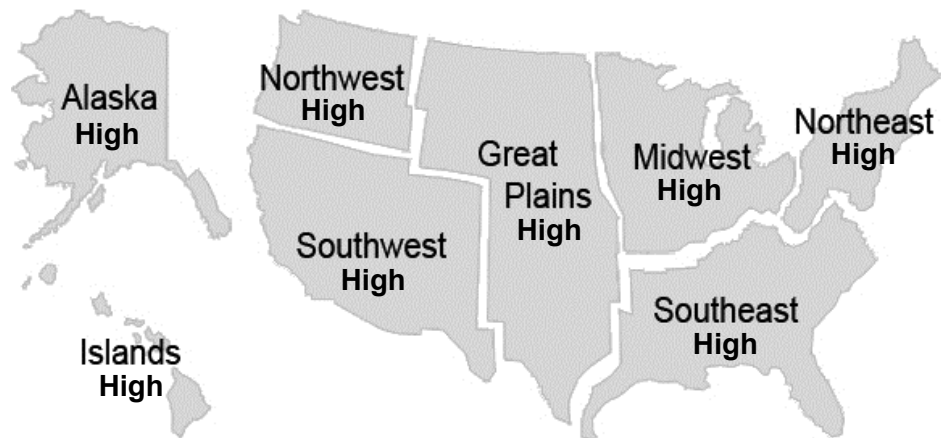 Alaska
High
Northwest
High
Great
Plains
High
Midwest
High
Northeast
High
Southwest
High
Southeast
High
Islands
High